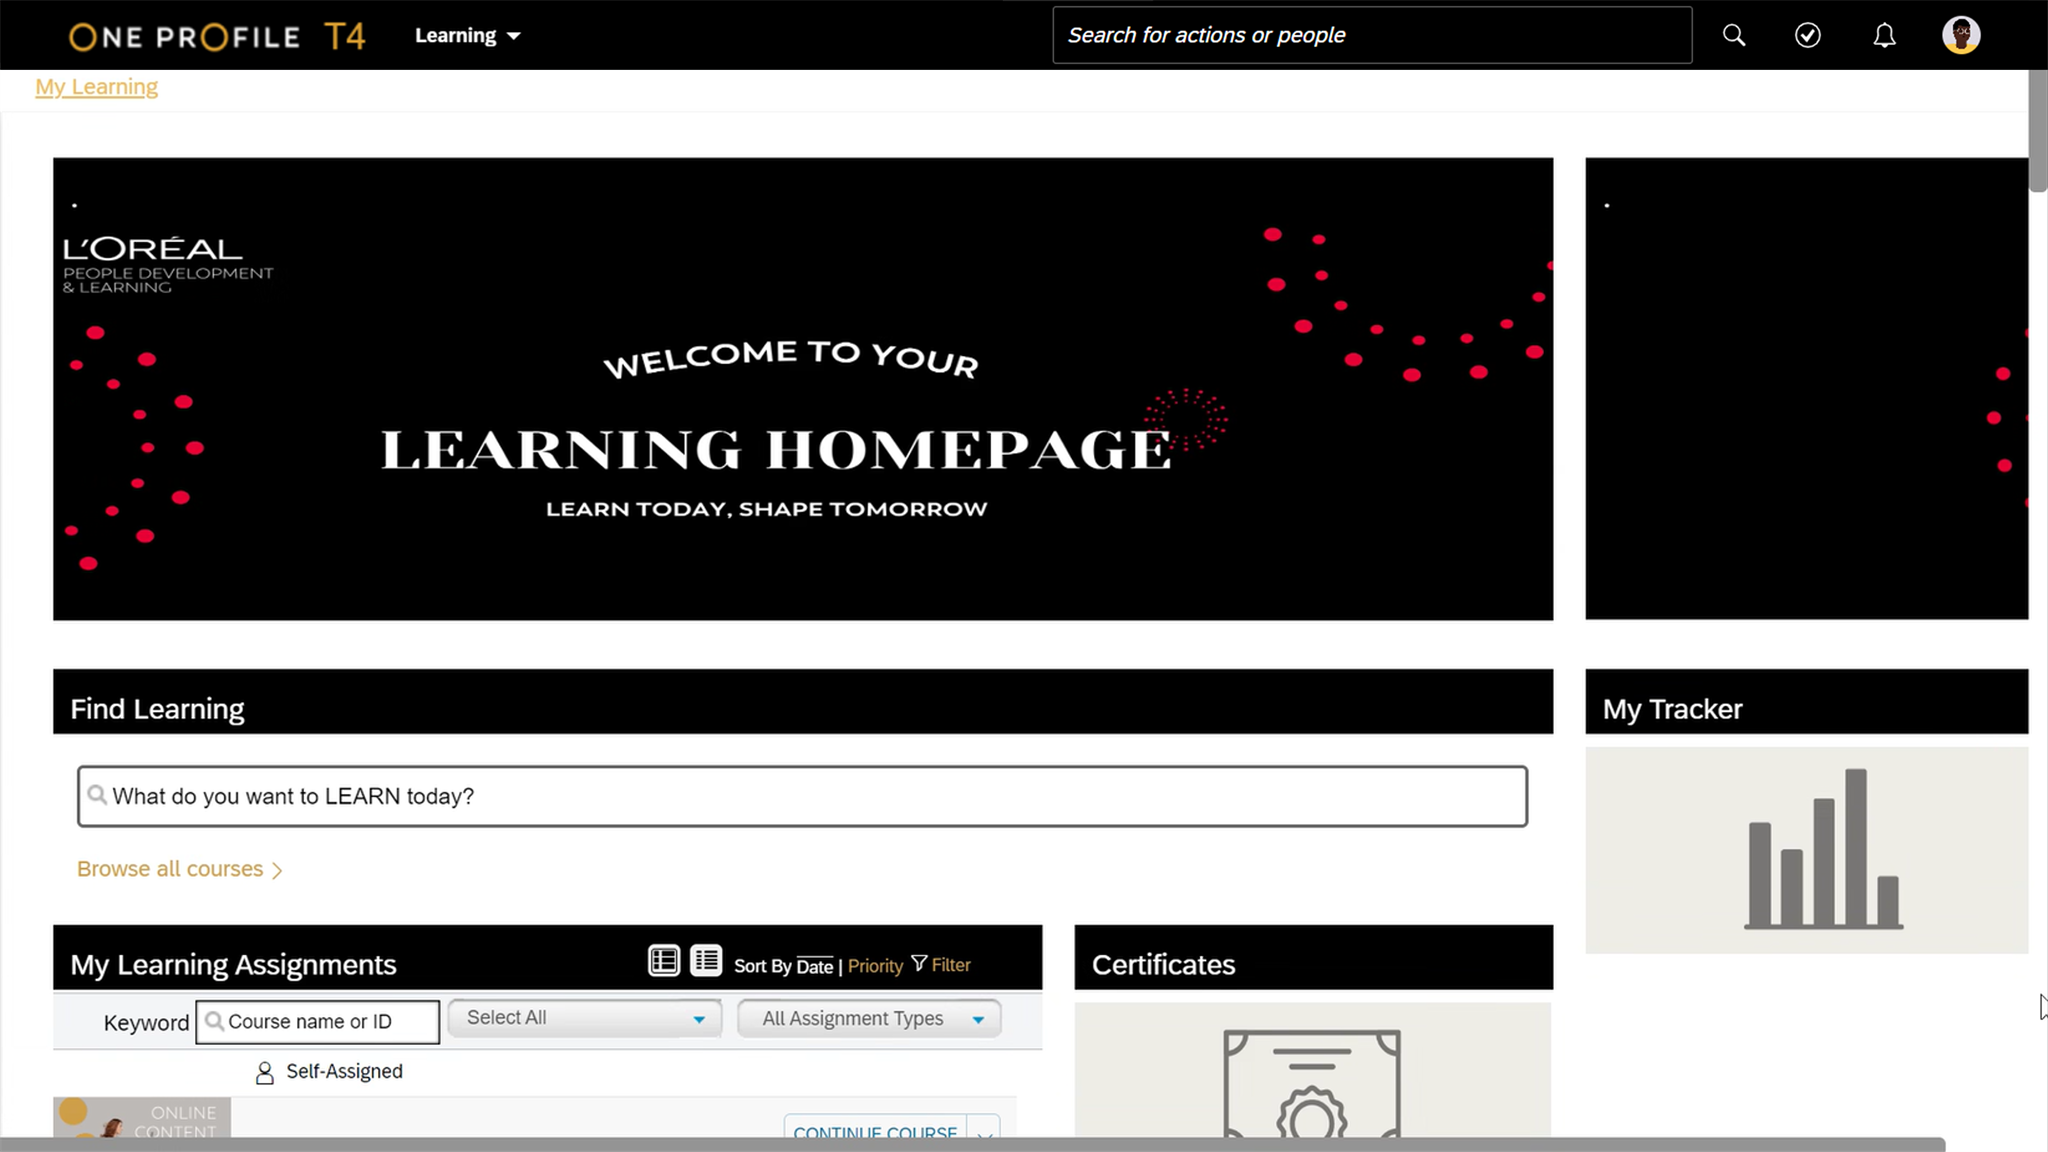 ONE PROFILE T4
Learning
Search for actions or people
My Learning
L'ORÉAL
PEOPLE DEVELOPMENT
& LEARNING
WELCOME TO YOUR
LEARNING HOMEPAGE
LEARN TODAY, SHAPE TOMORROW
Find Learning
My Tracker
What do you want to LEARN today?
Browse all courses
My Learning Assignments
Sort By Date | Priority Filter
Certificates
Keyword Course name or ID Select All All Assignment Types
Self-Assigned
ONLINE
CONTENT
CONTINUE COURSE